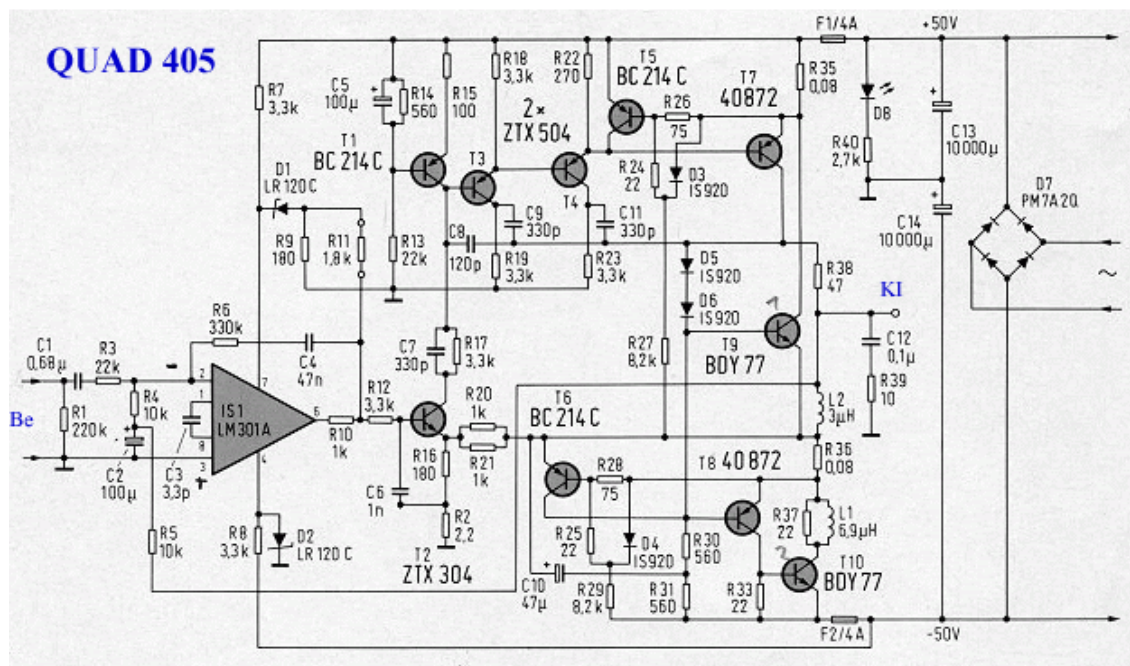 QUAD 405
F1/4A
+50V
R7
3,3k
C5
100µ
R14
560
R15
100
R18
3,3k
R22
270
T5
BC 214 C
R26
75
T7
40872
R35
0,08
D8
R40
2,7k
C13
10000µ
2×
ZTX 504
T1
BC 214 C
T3
T4
R24
22
D3
IS920
D7
PM7A2Q
D1
LR120C
R9
180
R11
1,8k
R13
22k
C8
120p
C9
330p
C11
330p
C14
10000µ
R19
3,3k
R23
3,3k
D5
IS920
D6
IS920
R38
47
KI
~
R6
330k
C4
47n
C7
330p
R17
3,3k
R27
8,2k
T9
BDY 77
C12
0,1µ
R39
10
C1
0,68µ
R3
22k
R4
10k
R1
220k
Be
-
2
1
8
3
+
7
6
4
IS1
LM301A
R10
1k
R12
3,3k
R20
1k
R21
1k
T6
BC 214 C
L2
3µH
R36
0,08
C2
100µ
C3
3,3p
R16
180
C6
1n
R2
2,2
R28
75
T8 40872
R5
10k
R8
3,3k
D2
LR 120 C
T2
ZTX 304
R25
22
D4
IS920
R30
560
R37
22
L1
6,9µH
T10
BDY 77
C10
47µ
R29
8,2k
R31
560
R33
22
F2/4A
-50V